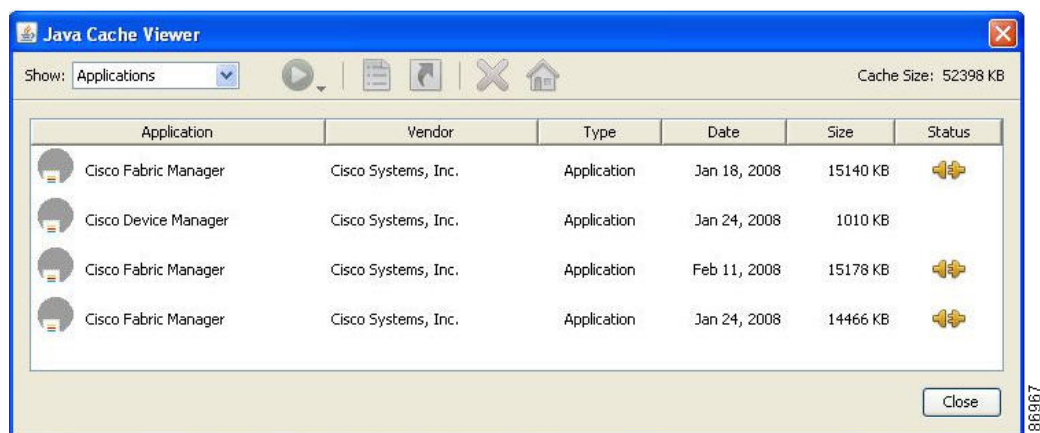 Java Cache Viewer
Show: Applications Cache Size: 52398 KB
Application Vendor Type Date Size Status
Cisco Fabric Manager Cisco Systems, Inc. Application Jan 18, 2008 15140 KB
Cisco Device Manager Cisco Systems, Inc. Application Jan 24, 2008 1010 KB
Cisco Fabric Manager Cisco Systems, Inc. Application Feb 11, 2008 15178 KB
Cisco Fabric Manager Cisco Systems, Inc. Application Jan 24, 2008 14466 KB
Close
86967